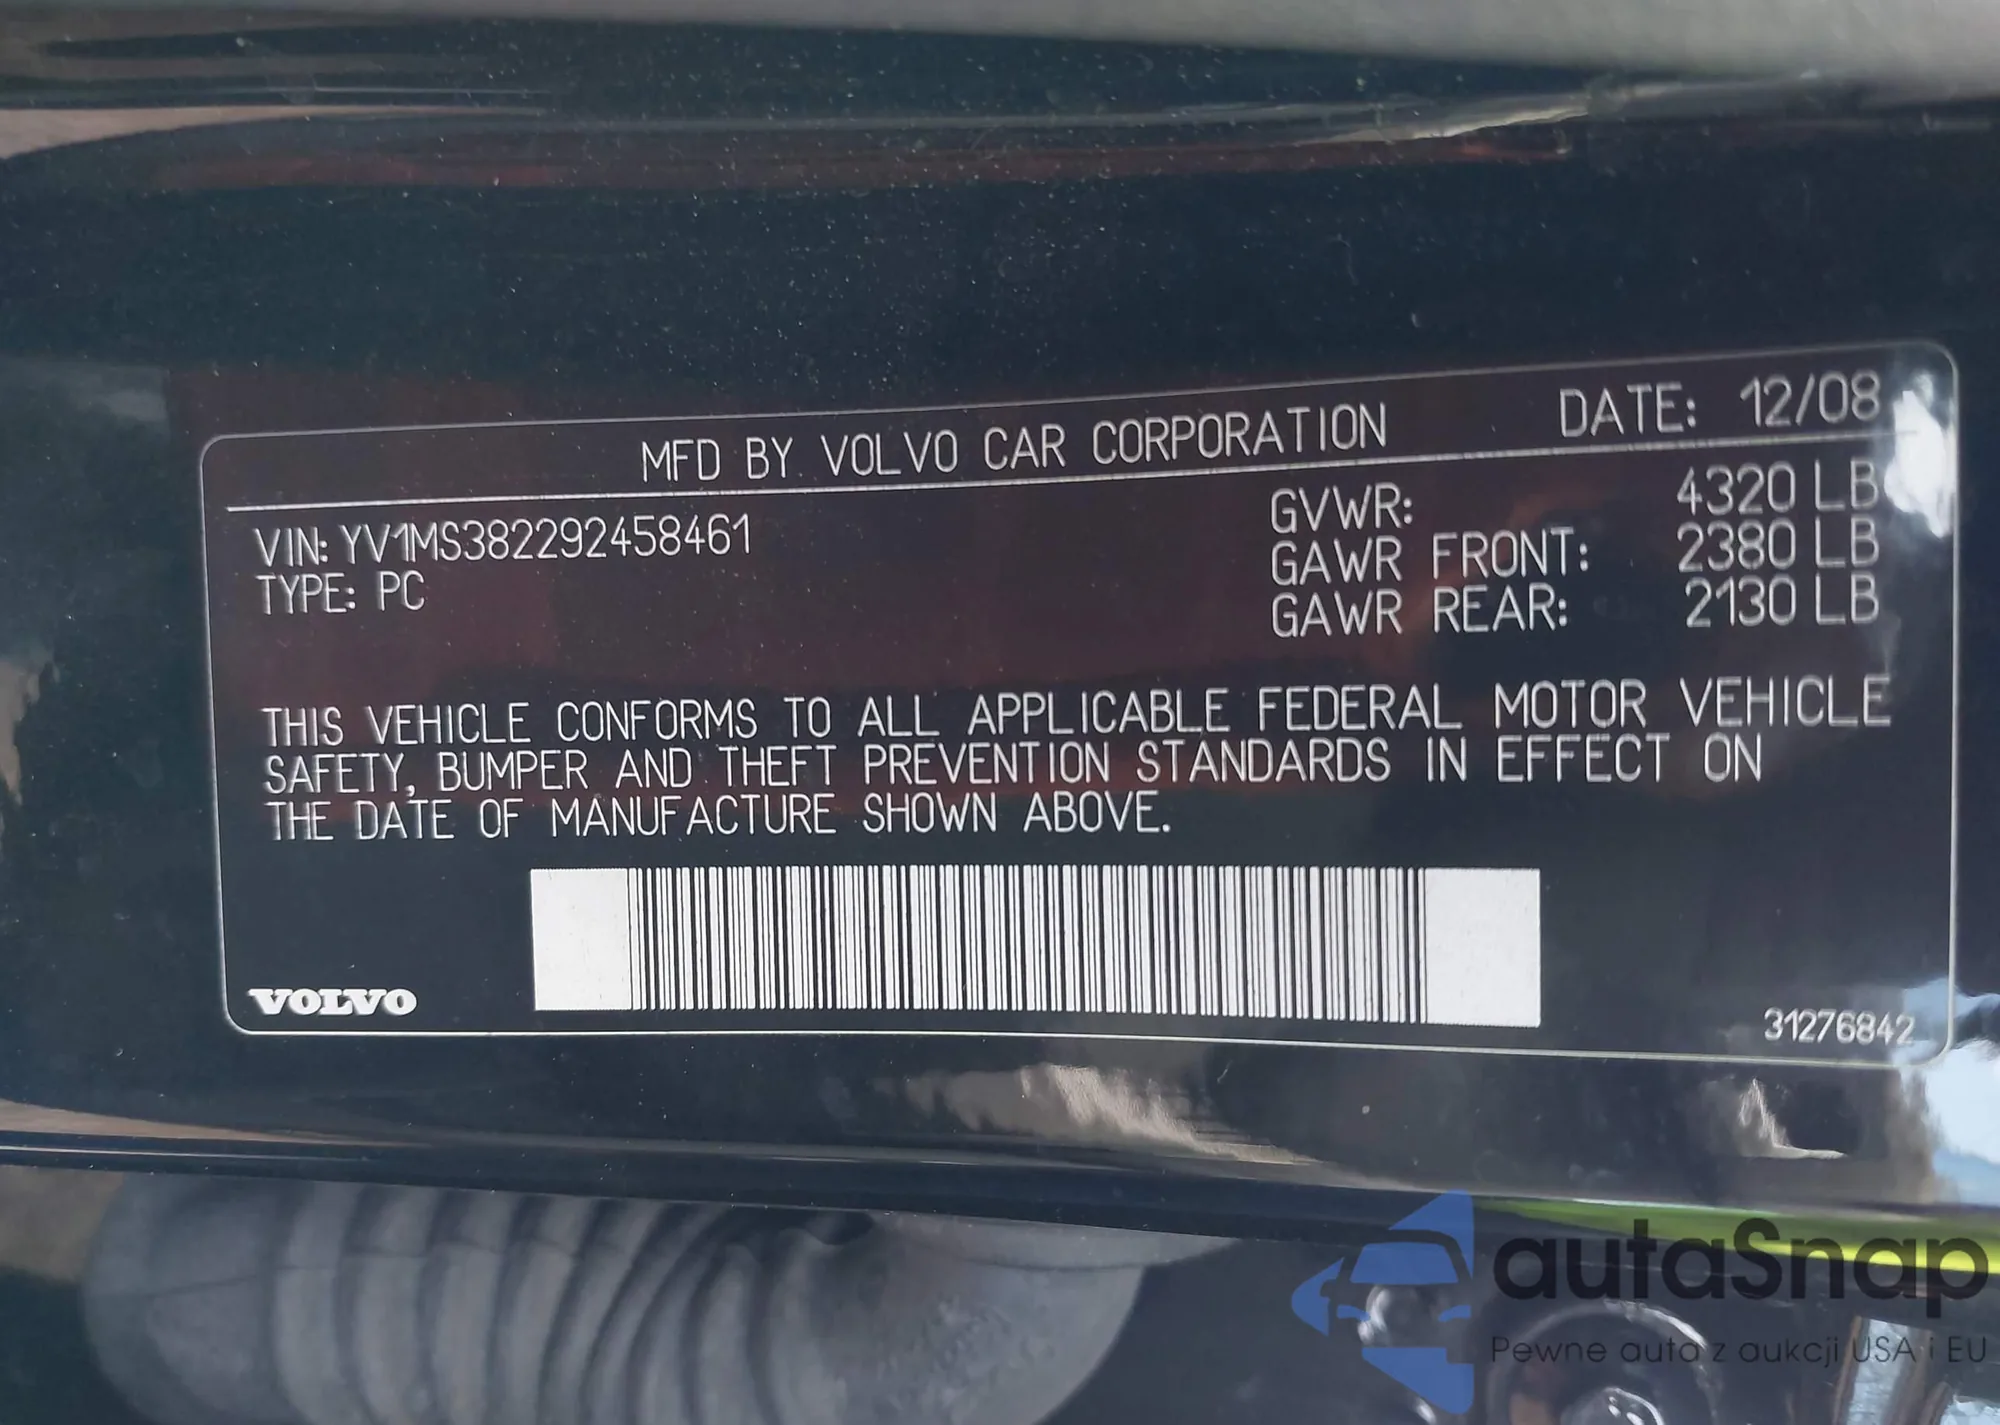 MFD BY VOLVO CAR CORPORATION DATE: 12/08
VIN: YV1MS382292458461 GVWR: 4320 LB
TYPE: PC GAWR FRONT: 2380 LB
GAWR REAR: 2130 LB
THIS VEHICLE CONFORMS TO ALL APPLICABLE FEDERAL MOTOR VEHICLE
SAFETY, BUMPER AND THEFT PREVENTION STANDARDS IN EFFECT ON
THE DATE OF MANUFACTURE SHOWN ABOVE.
VOLVO
31276842
autaSnap
Pewne auta z aukcji USA i EU